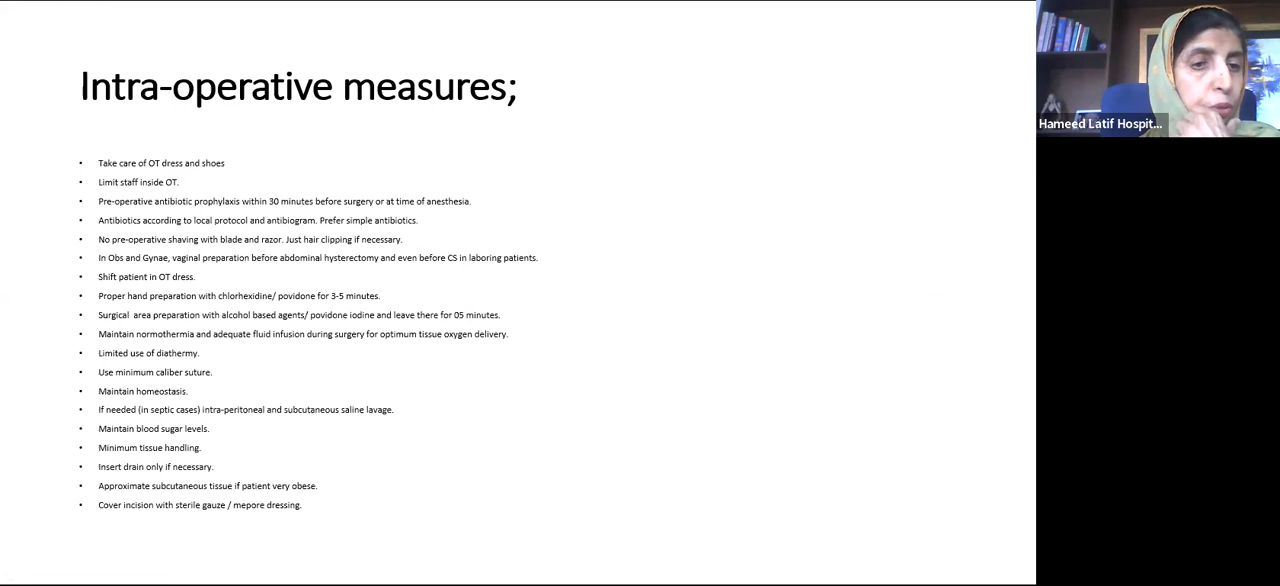 Intra-operative measures;
• Take care of OT dress and shoes
• Limit staff inside OT.
• Pre-operative antibiotic prophylaxis within 30 minutes before surgery or at time of anesthesia.
• Antibiotics according to local protocol and antibiogram. Prefer simple antibiotics.
• No pre-operative shaving with blade and razor. Just hair clipping if necessary.
• In Obs and Gynae, vaginal preparation before abdominal hysterectomy and even before CS in laboring patients.
• Shift patient in OT dress.
• Proper hand preparation with chlorhexidine/ povidone for 3-5 minutes.
• Surgical area preparation with alcohol based agents/ povidone iodine and leave there for 05 minutes.
• Maintain normothermia and adequate fluid infusion during surgery for optimum tissue oxygen delivery.
• Limited use of diathermy.
• Use minimum caliber suture.
• Maintain homeostasis.
• If needed (in septic cases) intra-peritoneal and subcutaneous saline lavage.
• Maintain blood sugar levels.
• Minimum tissue handling.
• Insert drain only if necessary.
• Approximate subcutaneous tissue if patient very obese.
• Cover incision with sterile gauze / mepore dressing.
Hameed Latif Hospit...